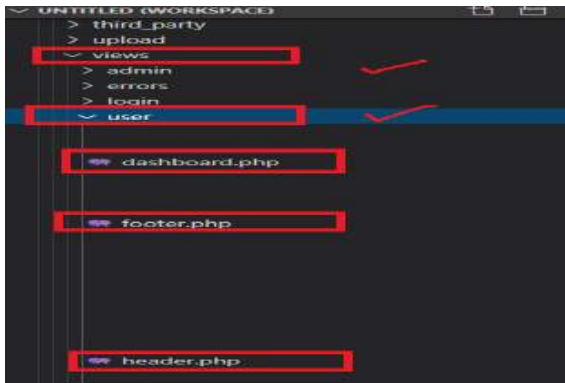 UNTITLED (WORKSPACE)
third_party
upload
views
admin
errors
login
user
dashboard.php
footer.php
header.php